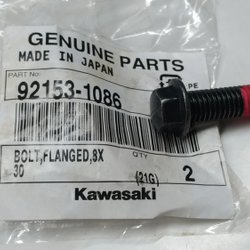 GENUINE PARTS
MADE IN JAPAN
PART NO.
92153-1086
BOLT,FLANGED,8X
30
QTY
(21G)
2
Kawasaki